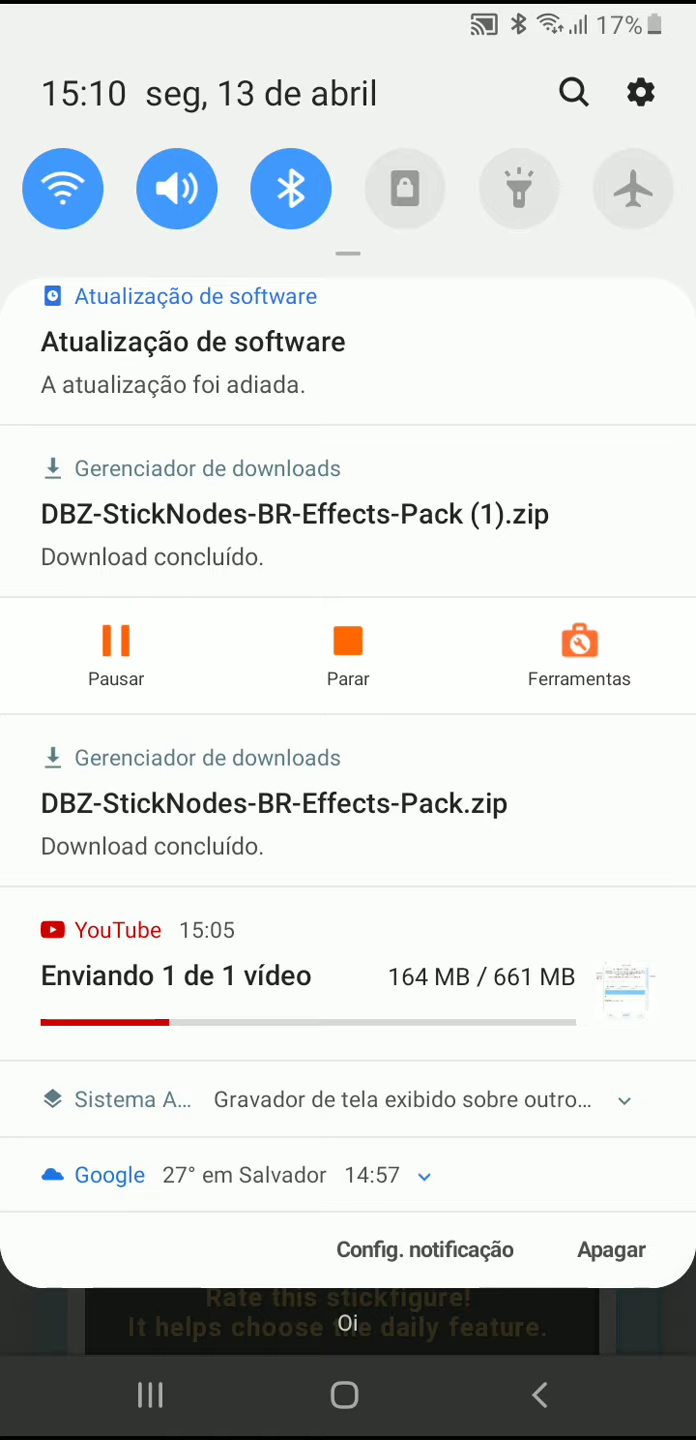 17%
15:10 seg, 13 de abril
Atualização de software
Atualização de software
A atualização foi adiada.
Gerenciador de downloads
DBZ-StickNodes-BR-Effects-Pack (1).zip
Download concluído.
Pausar Parar Ferramentas
Gerenciador de downloads
DBZ-StickNodes-BR-Effects-Pack.zip
Download concluído.
YouTube 15:05
Enviando 1 de 1 vídeo 164 MB / 661 MB
Sistema A... Gravador de tela exibido sobre outro...
Google 27° em Salvador 14:57
Config. notificação Apagar
Rate this stickfigure!
Oi
It helps choose the daily feature.